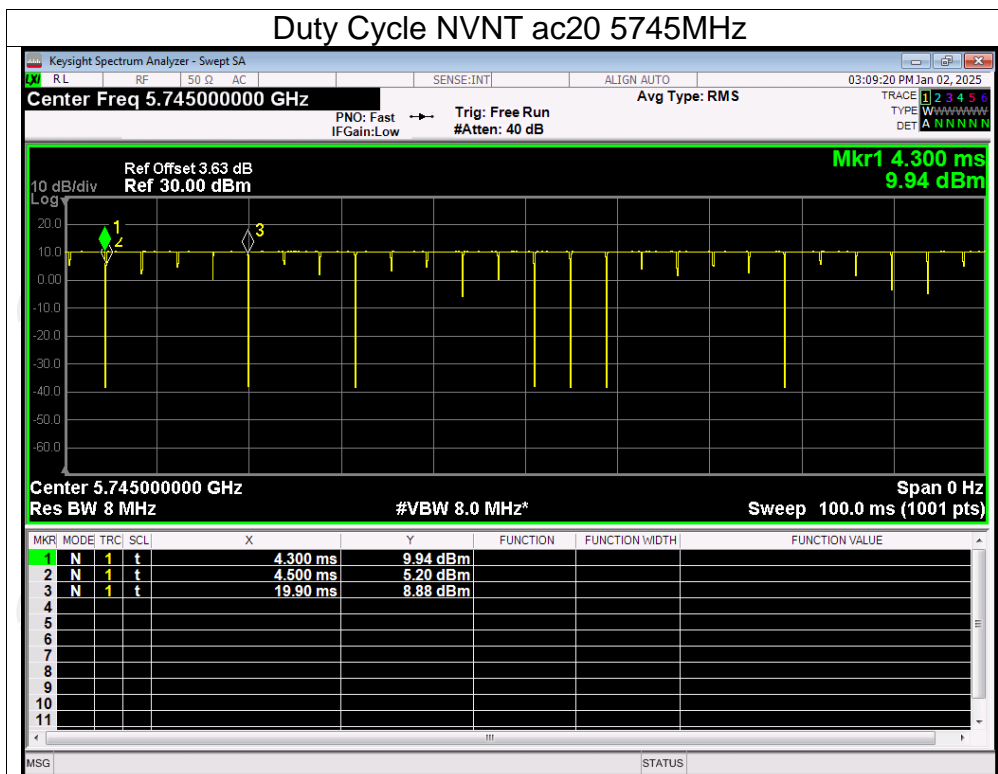 Duty Cycle NVNT ac20 5745MHz
Keysight Spectrum Analyzer - Swept SA
LXI RL RF 50 Ω AC SENSE:INT ALIGN AUTO 03:09:20 PM Jan 02, 2025
Center Freq 5.745000000 GHz Avg Type: RMS TRACE 1 2 3 4 5 6
PNO: Fast Trig: Free Run TYPE WWWWWW
IFGain:Low #Atten: 40 dB DET A N N N N N
Mkr1 4.300 ms
Ref Offset 3.63 dB
10 dB/div Ref 30.00 dBm 9.94 dBm
Log
20.0
1
2
3
10.0
0.00
-10.0
-20.0
-30.0
-40.0
-50.0
-60.0
Center 5.745000000 GHz Span 0 Hz
Res BW 8 MHz #VBW 8.0 MHz* Sweep 100.0 ms (1001 pts)
MKR MODE TRC SCL X Y FUNCTION FUNCTION WIDTH FUNCTION VALUE
1 N 1 t 4.300 ms 9.94 dBm
2 N 1 t 4.500 ms 5.20 dBm
3 N 1 t 19.90 ms 8.88 dBm
4
5
6
7
8
9
10
11
MSG STATUS